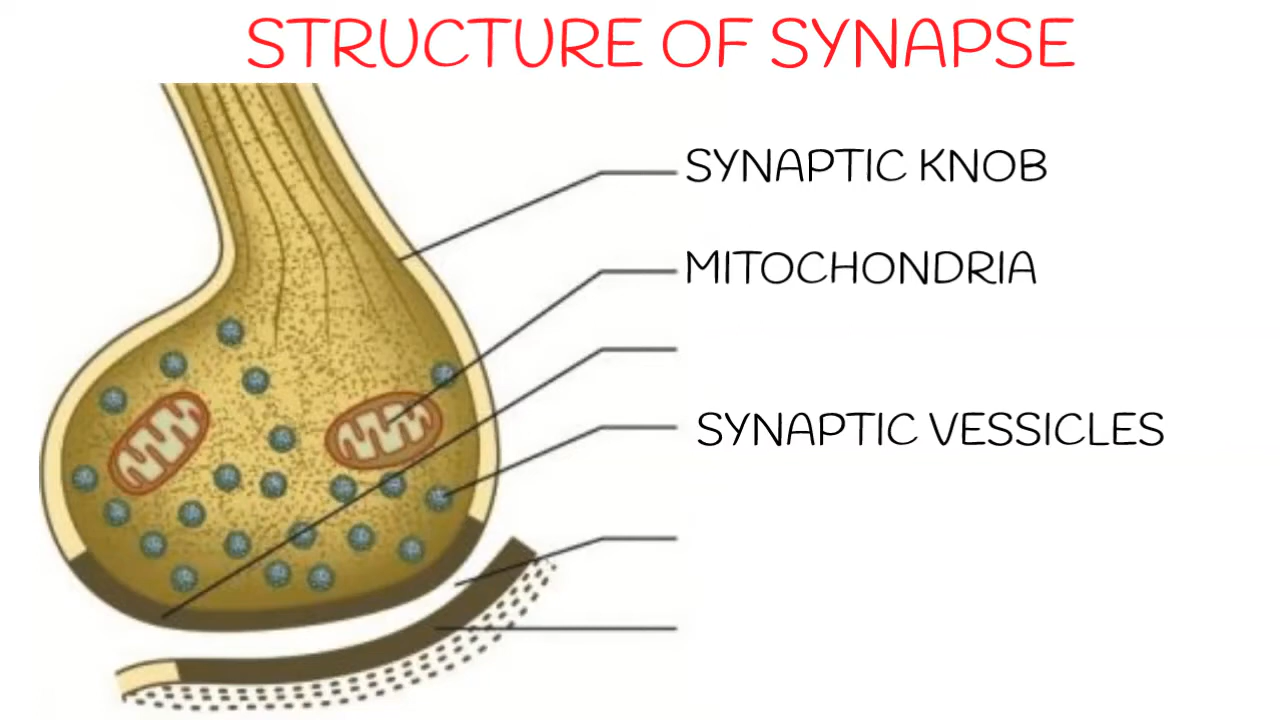 STRUCTURE OF SYNAPSE
SYNAPTIC KNOB
MITOCHONDRIA
SYNAPTIC VESSICLES